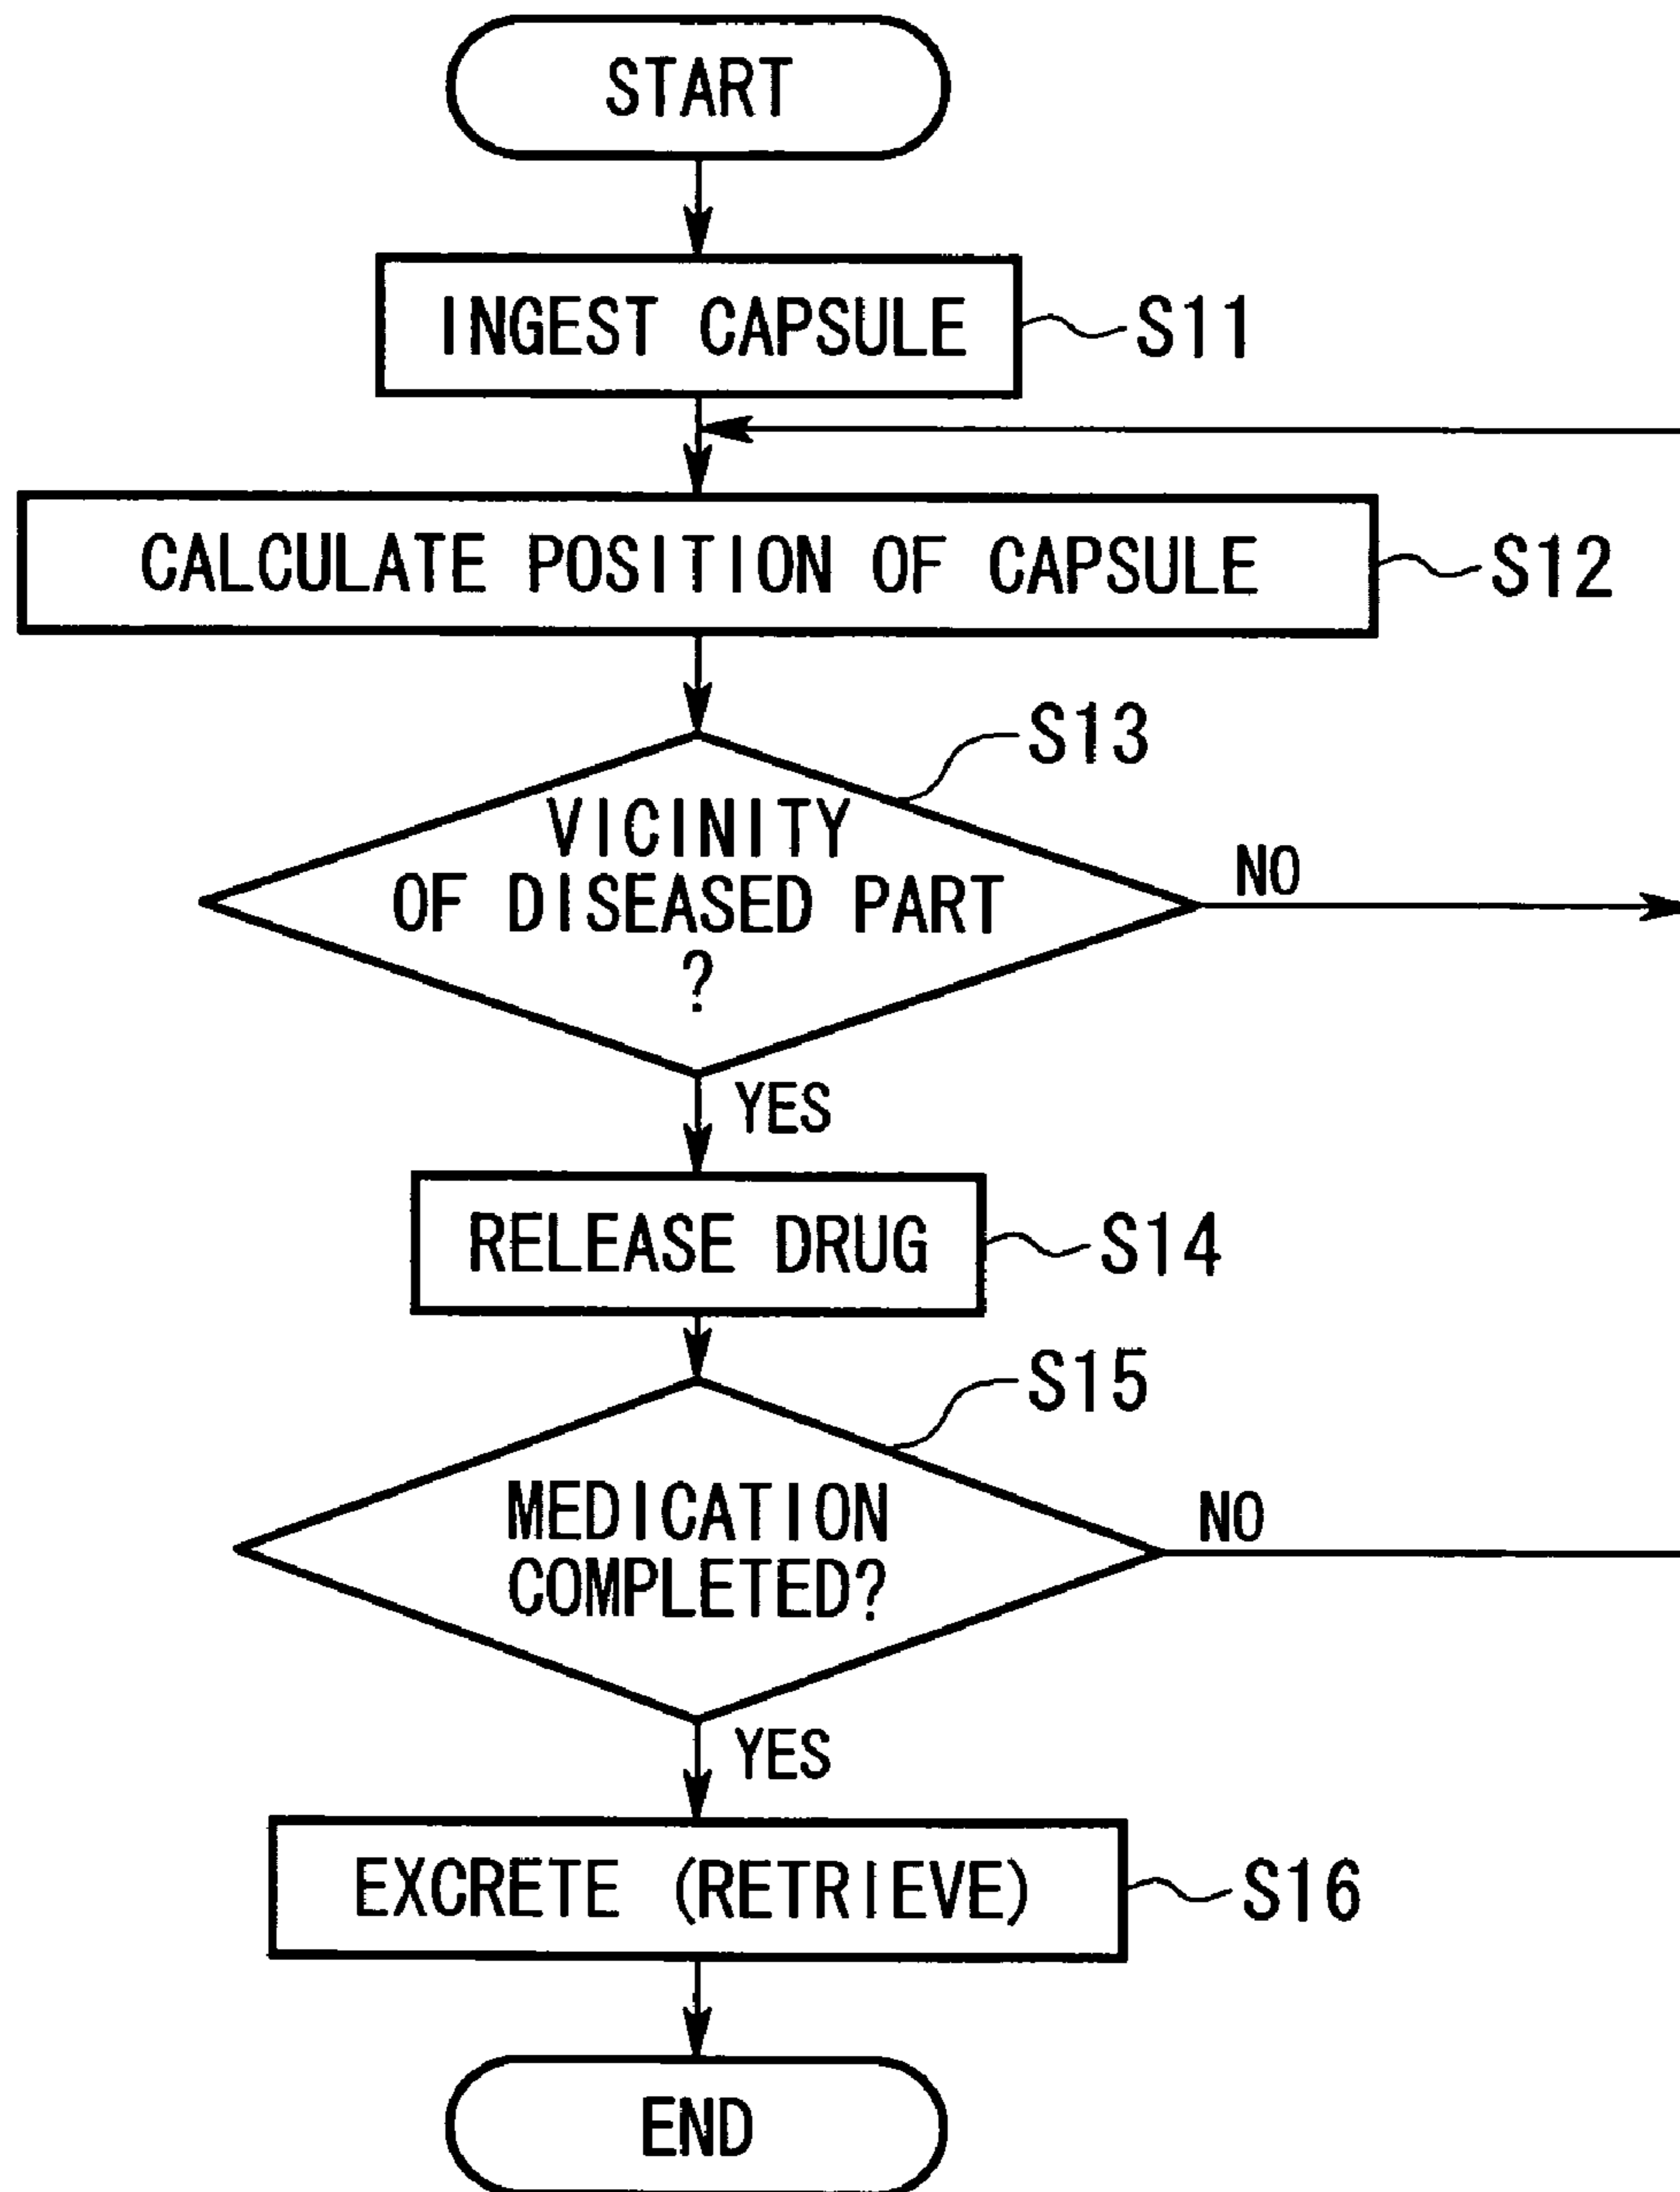 START
INGEST CAPSULE
S11
CALCULATE POSITION OF CAPSULE
S12
S13
VICINITY
OF DISEASED PART
?
NO
YES
RELEASE DRUG
S14
S15
MEDICATION
COMPLETED?
NO
YES
EXCRETE (RETRIEVE)
S16
END